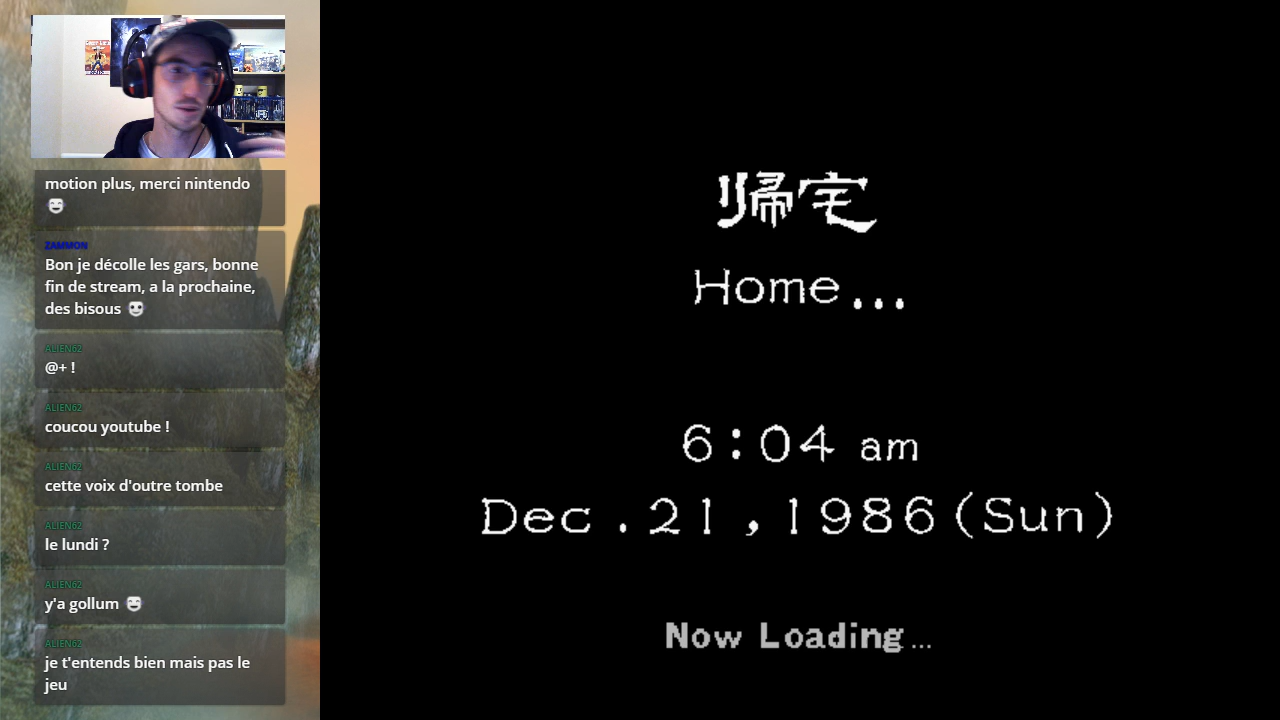 motion plus, merci nintendo
ZAMMON
Bon je décolle les gars, bonne
fin de stream, a la prochaine,
des bisous
ALIEN62
@+ !
ALIEN62
coucou youtube !
ALIEN62
cette voix d'outre tombe
ALIEN62
le lundi ?
ALIEN62
y'a gollum
ALIEN62
je t'entends bien mais pas le
jeu
帰宅
Home...
6:04 am
Dec.21,1986(Sun)
Now Loading...